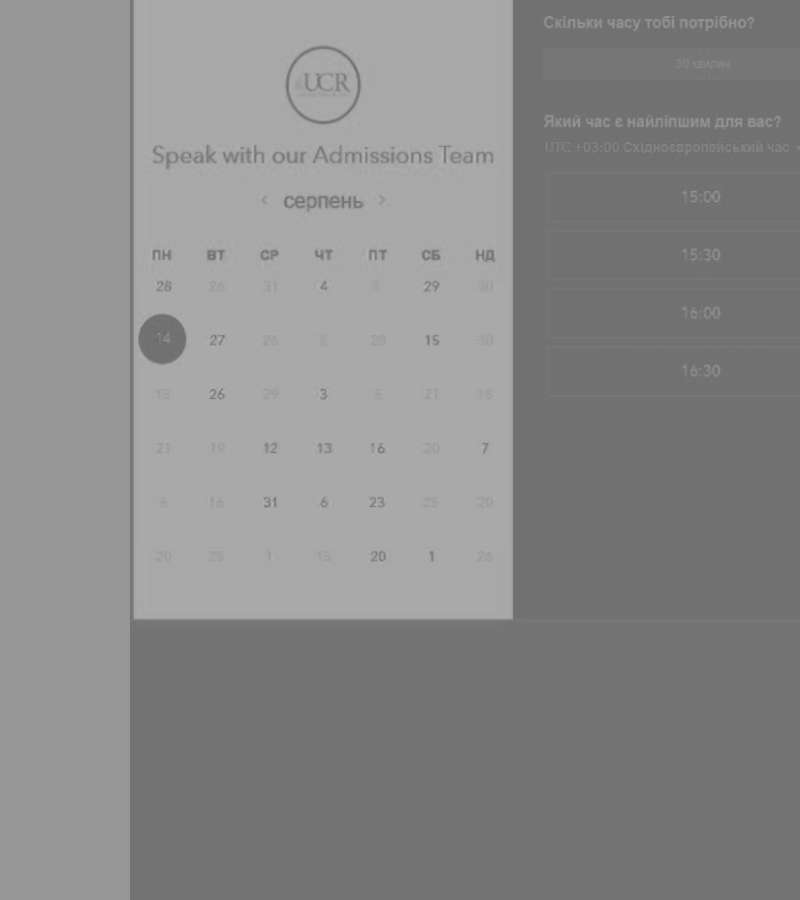 UCR
Speak with our Admissions Team
‹ серпень ›
ПН ВТ СР ЧТ ПТ СБ НД
28 26 31 4 29 30
14 27 26 2 28 15 30
15 26 29 3 6 21 18
21 19 12 13 16 20 7
6 16 31 6 23 25 20
20 25 1 15 20 1 26
Скільки часу тобі потрібно?
30 хвилин
Який час є найліпшим для вас?
UTC +03:00 Східноєвропейський час
15:00
15:30
16:00
16:30